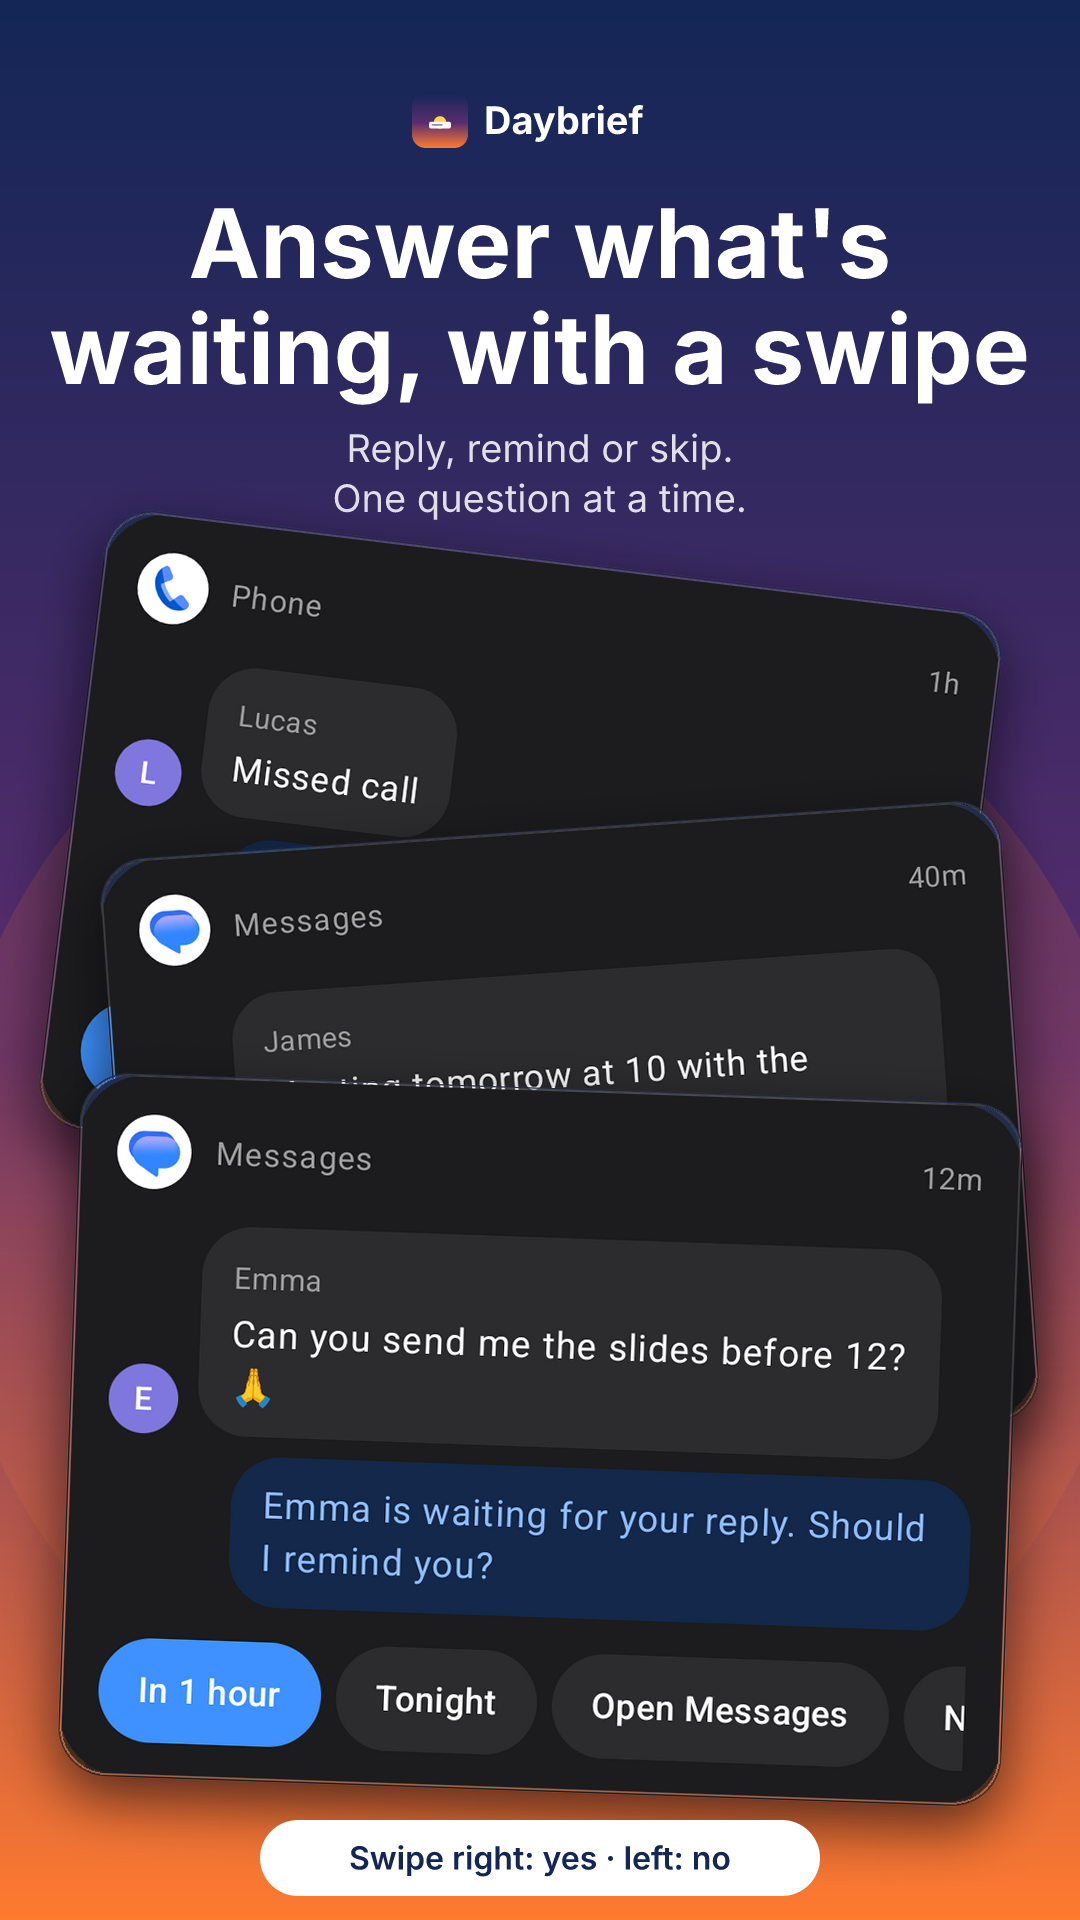 Daybrief
Answer what's
waiting, with a swipe
Reply, remind or skip.
One question at a time.
Phone
1h
Lucas
L
Missed call
40m
Messages
James
tomorrow at 10 with the
Messages
12m
Emma
Can you send me the slides before 12?
🙏
E
Emma is waiting for your reply. Should
I remind you?
In 1 hour
Tonight
Open Messages
N
Swipe right: yes · left: no